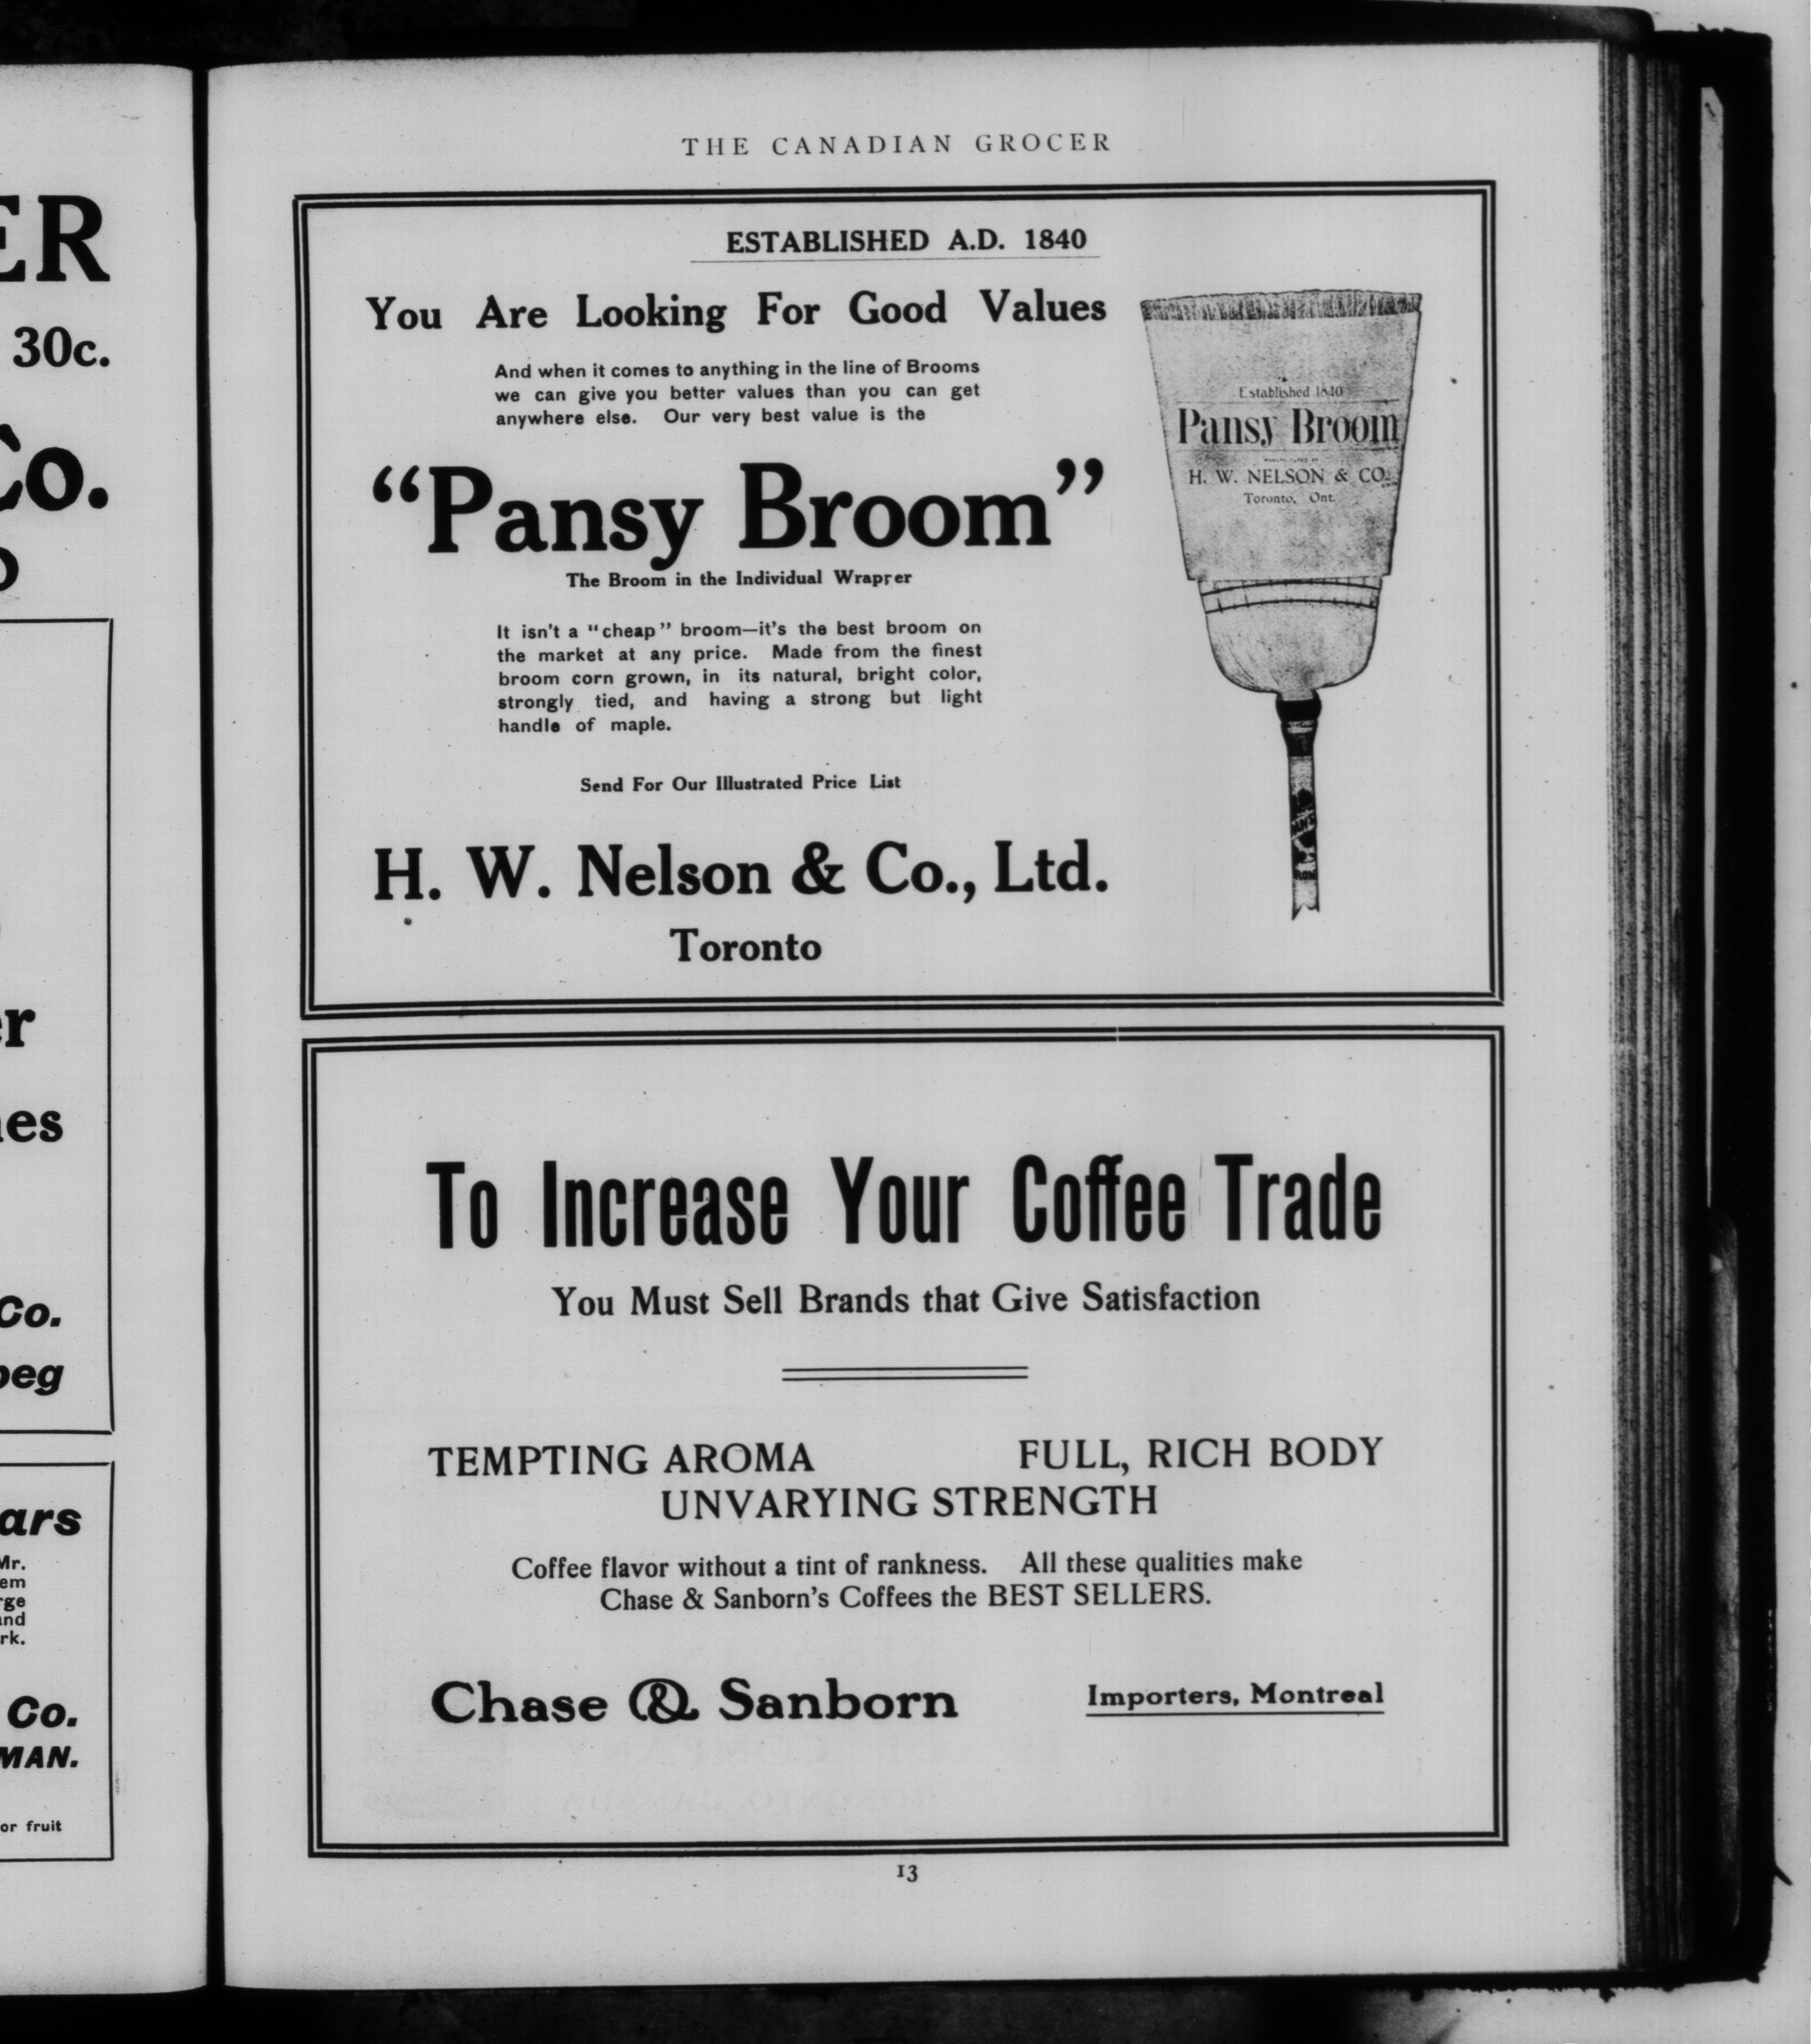 ER
30c.
Co.
er
es
Co.
peg
ars
Mr.
em
rge
and
rk.
Co.
MAN.
or fruit
THE CANADIAN GROCER
ESTABLISHED A.D. 1840
You Are Looking For Good Values
And when it comes to anything in the line of Brooms
we can give you better values than you can get
anywhere else. Our very best value is the
“Pansy Broom”
The Broom in the Individual Wrapper
It isn't a “cheap” broom—it's the best broom on
the market at any price. Made from the finest
broom corn grown, in its natural, bright color,
strongly tied, and having a strong but light
handle of maple.
Send For Our Illustrated Price List
H. W. Nelson & Co., Ltd.
Toronto
Established 1840
Pansy Broom
H. W. NELSON & CO.
Toronto, Ont.
To Increase Your Coffee Trade
You Must Sell Brands that Give Satisfaction
TEMPTING AROMA FULL, RICH BODY
UNVARYING STRENGTH
Coffee flavor without a tint of rankness. All these qualities make
Chase & Sanborn's Coffees the BEST SELLERS.
Chase & Sanborn Importers, Montreal
13